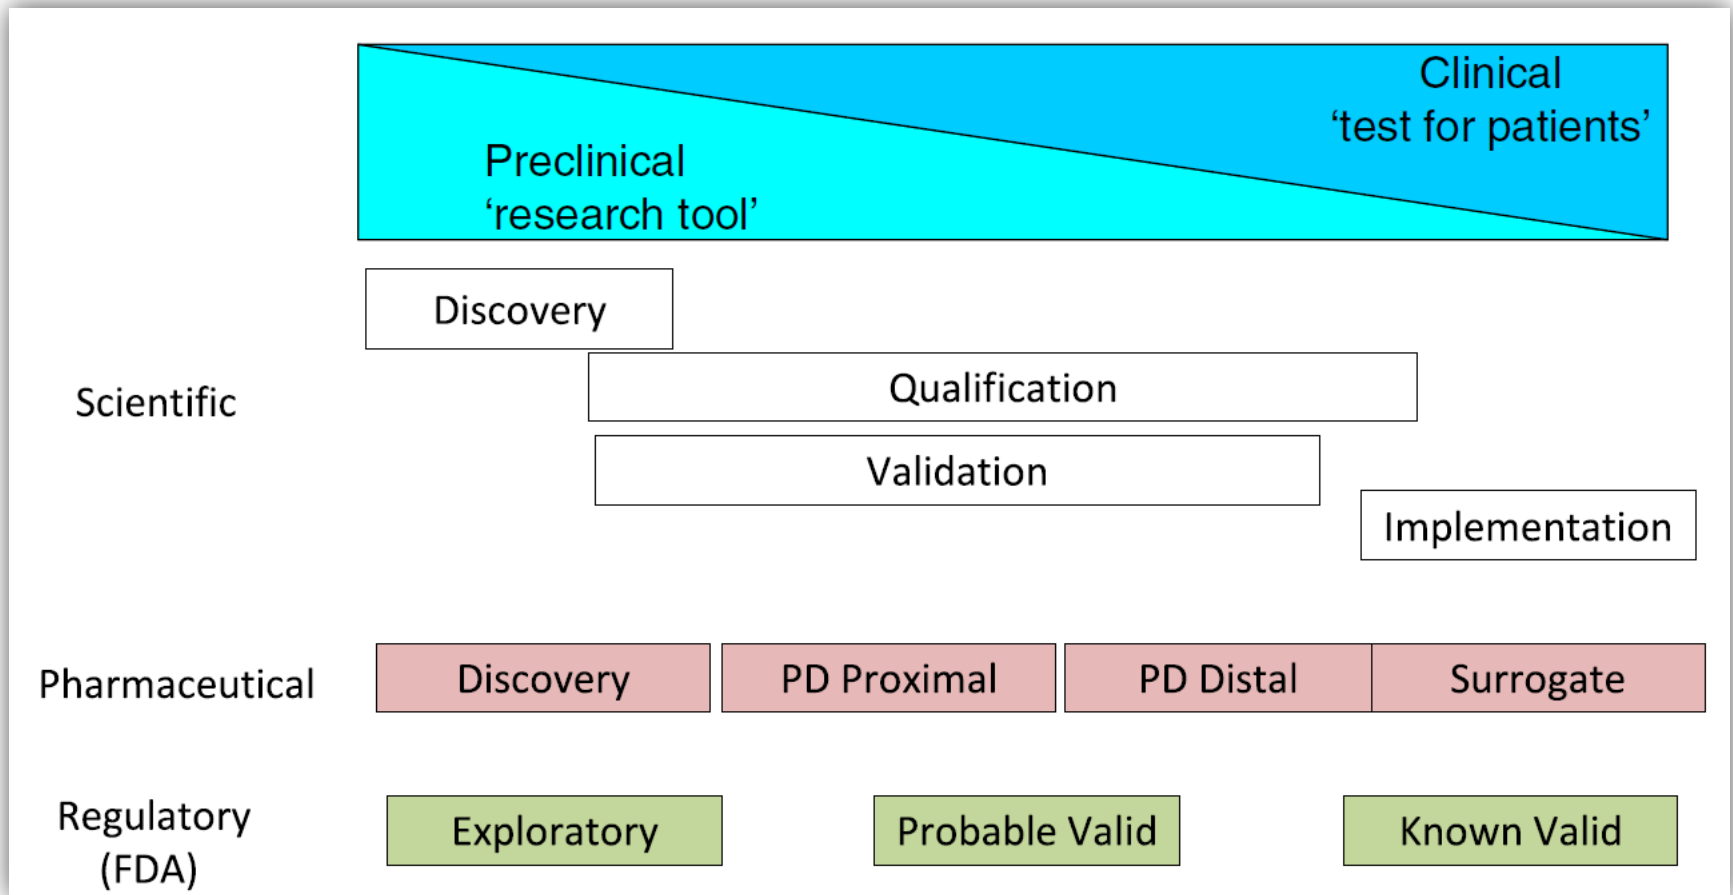 Clinical
‘test for patients’
Preclinical
‘research tool’
Discovery
Scientific
Qualification
Validation
Implementation
Pharmaceutical
Discovery
PD Proximal
PD Distal
Surrogate
Regulatory
(FDA)
Exploratory
Probable Valid
Known Valid